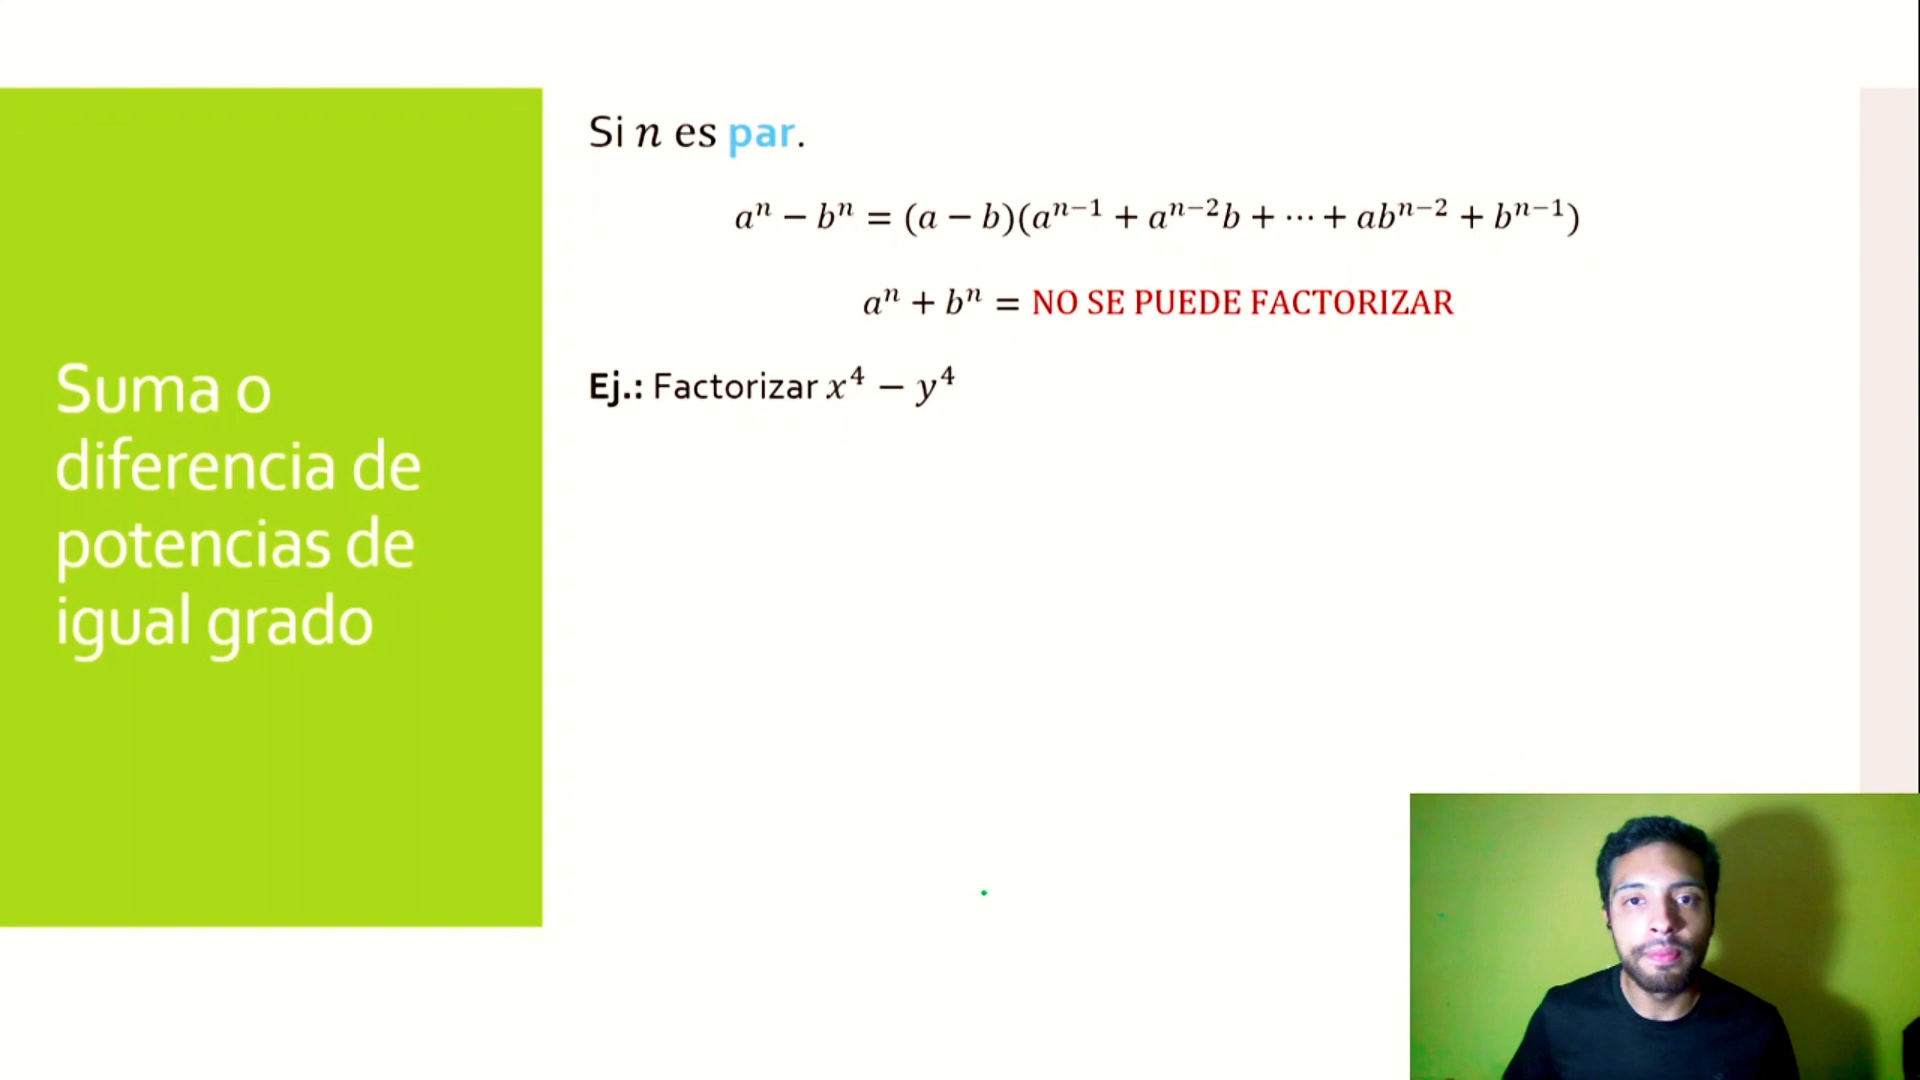 Suma o
diferencia de
potencias de
igual grado
Si n es par.
aⁿ − bⁿ = (a − b)(aⁿ⁻¹ + aⁿ⁻²b + ⋯ + abⁿ⁻² + bⁿ⁻¹)
aⁿ + bⁿ = NO SE PUEDE FACTORIZAR
Ej.: Factorizar x⁴ − y⁴